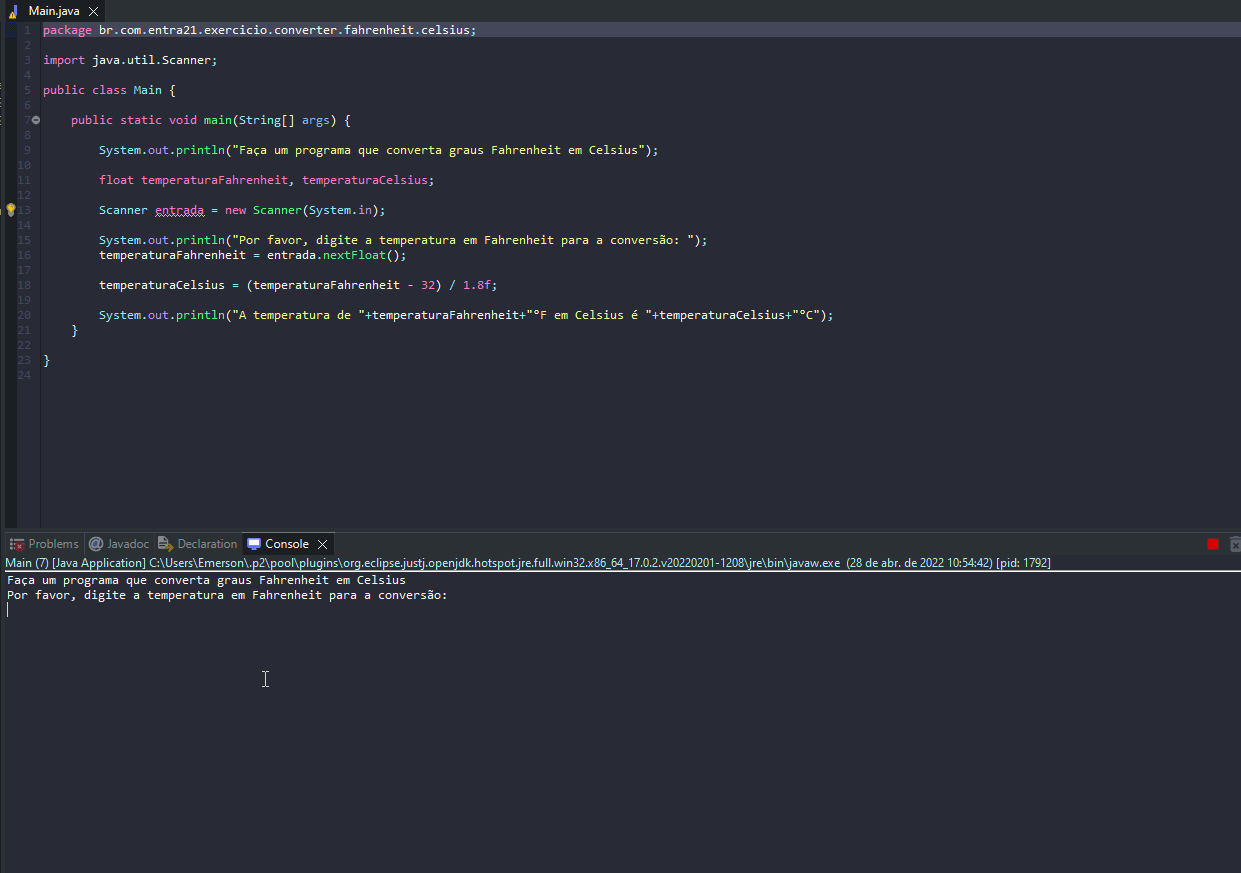 Main.java
1 package br.com.entra21.exercicio.converter.fahrenheit.celsius;
2
3 import java.util.Scanner;
4
5 public class Main {
6
7 public static void main(String[] args) {
8
9 System.out.println("Faça um programa que converta graus Fahrenheit em Celsius");
10
11 float temperaturaFahrenheit, temperaturaCelsius;
12
13 Scanner entrada = new Scanner(System.in);
14
15 System.out.println("Por favor, digite a temperatura em Fahrenheit para a conversão: ");
16 temperaturaFahrenheit = entrada.nextFloat();
17
18 temperaturaCelsius = (temperaturaFahrenheit - 32) / 1.8f;
19
20 System.out.println("A temperatura de "+temperaturaFahrenheit+"°F em Celsius é "+temperaturaCelsius+"°C");
21 }
22
23 }
24
Problems Javadoc Declaration Console
Main (7) [Java Application] C:\Users\Emerson\.p2\pool\plugins\org.eclipse.justj.openjdk.hotspot.jre.full.win32.x86_64_17.0.2.v20220201-1208\jre\bin\javaw.exe (28 de abr. de 2022 10:54:42) [pid: 1792]
Faça um programa que converta graus Fahrenheit em Celsius
Por favor, digite a temperatura em Fahrenheit para a conversão: